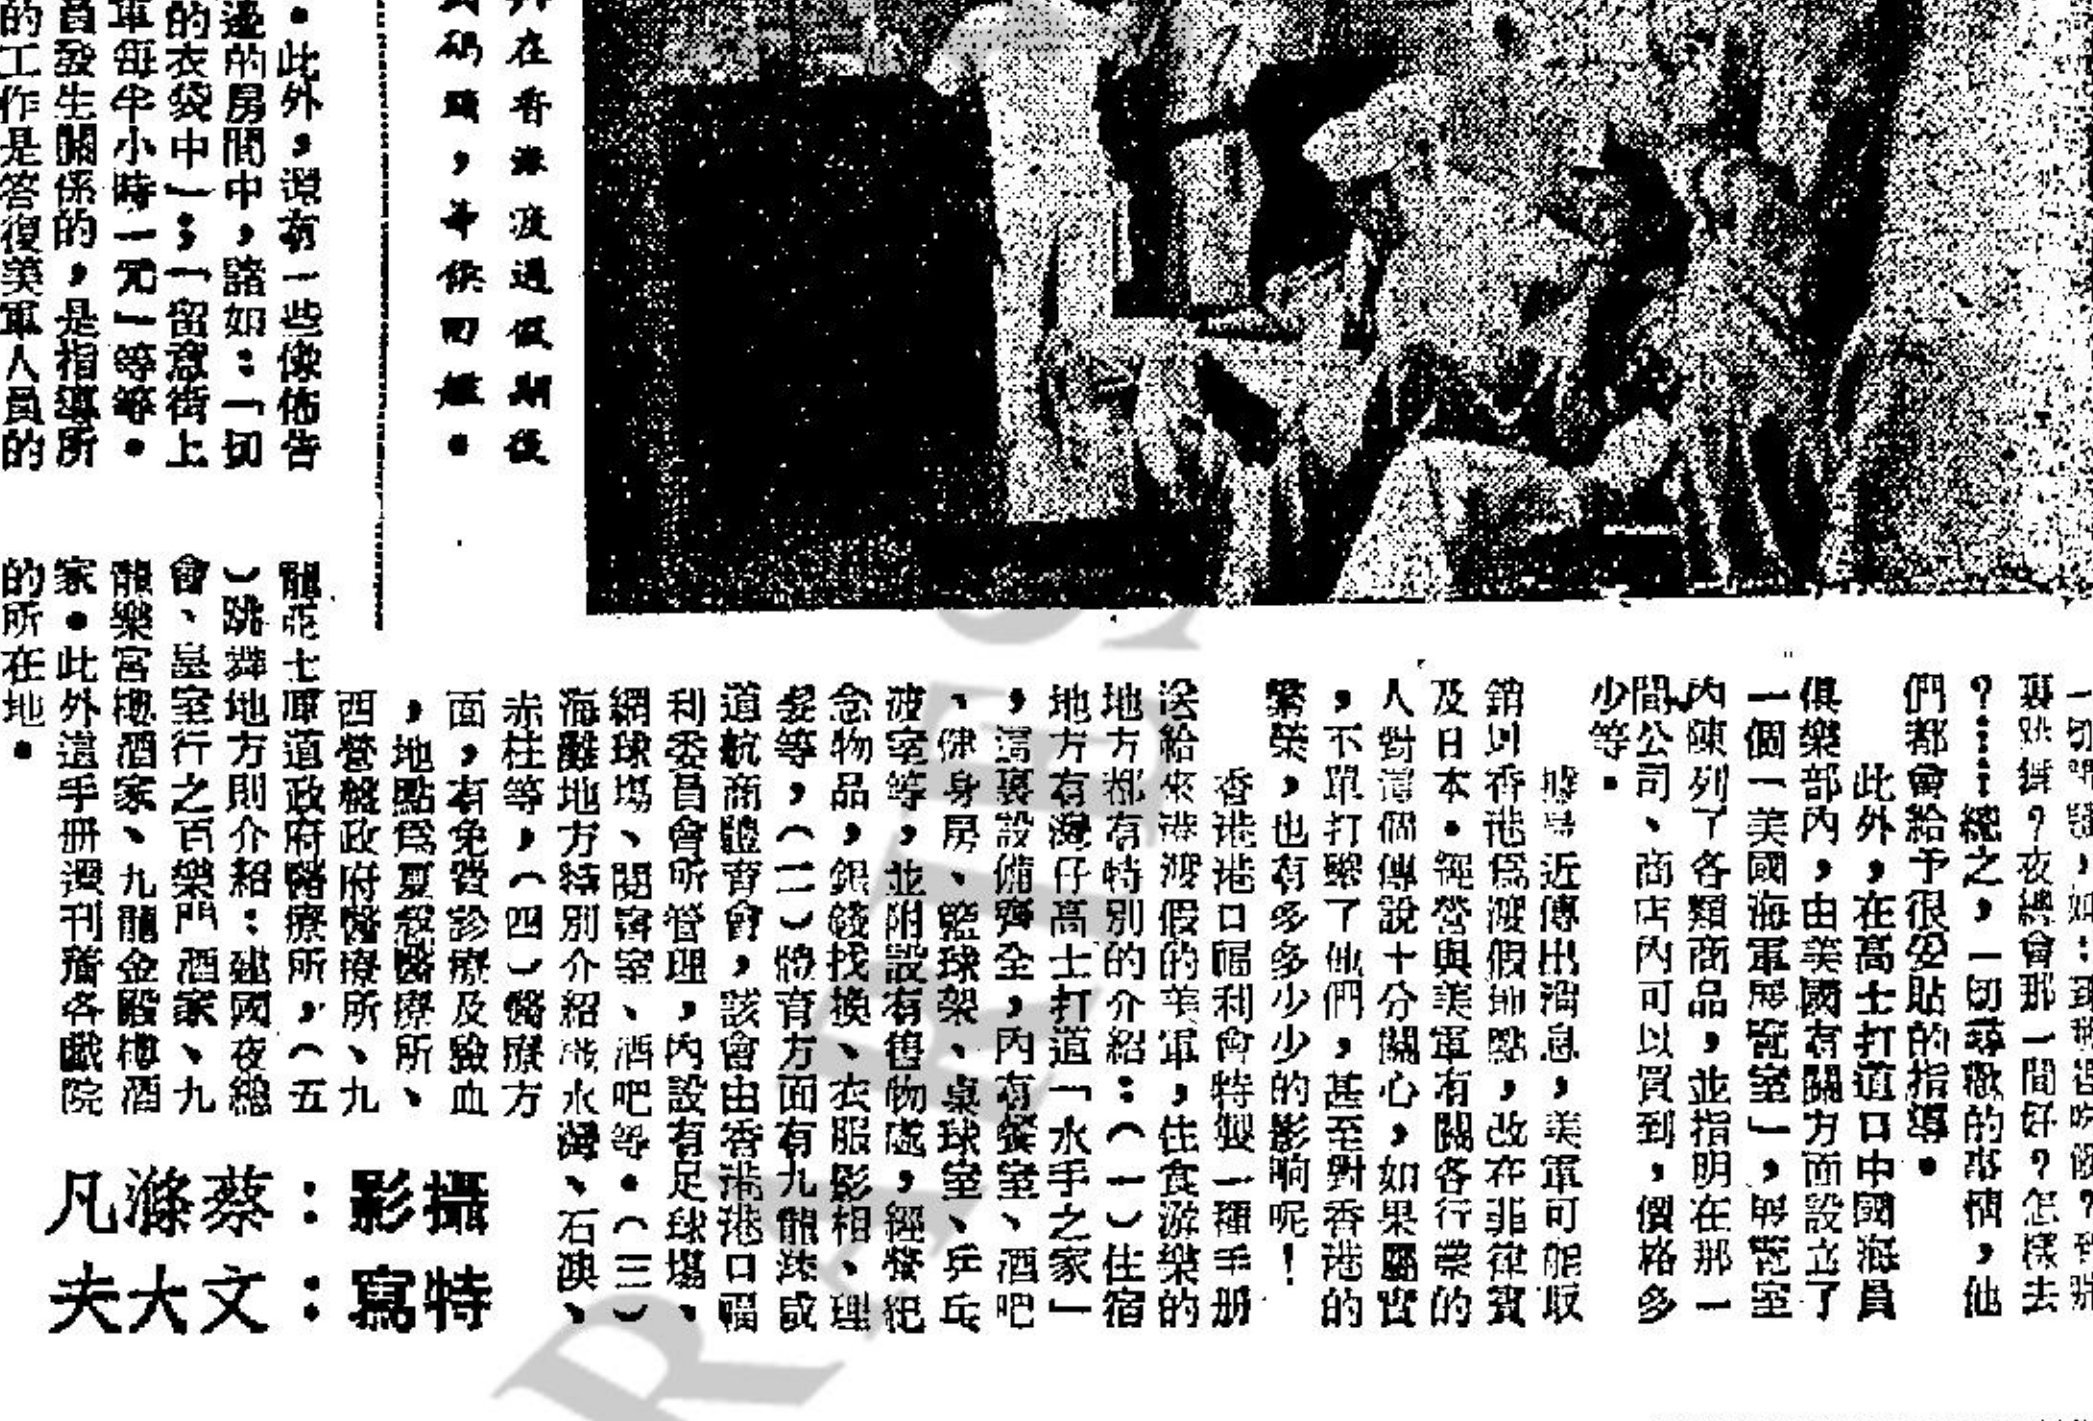 在香港渡過假期後
碼頭,等候回艦。
。此外,還有一些像佈告
邊的房間中,諸如:「切
的衣袋中」;「留意街上
軍每半小時一元」等等。
員發生關係的,是指導所
的工作是答復美軍人員的
裏跳舞?夜總會那一間好?怎樣去
?……總之,一切尋歡的事情,他
們都會給予很妥貼的指導。
此外,在高士打道口中國海員
俱樂部內,由美國有關方面設立了
一個「美國海軍展覽室」,展覽室
內陳列了各類商品,並指明在那一
間公司、商店內可以買到,價格多
少等。
據最近傳出消息,美軍可能取
銷以香港爲渡假地點,改在菲律賓
及日本。經營與美軍有關各行業的
人對這個傳說十分關心,如果屬實
,不單打擊了他們,甚至對香港的
繁榮,也有多多少少的影响呢!
香港港口福利會特製一種手册
送給來港渡假的美軍,住食游樂的
地方都有特別的介紹:(一)住宿
地方有灣仔高士打道「水手之家」
,這裏設備齊全,內有餐室、酒吧
、健身房、籃球架、桌球室、乒乓
波室等,並附設有售物處,經售紀
念物品,銀錢找換、衣服影相、理
髮等,(二)體育方面有九龍漆咸
道航商體育會,該會由香港港口福
利委員會所管理,內設有足球場、
網球場、閱書室、酒吧等。(三)
海灘地方特別介紹淺水灣、石澳、
赤柱等,(四)醫療方
面,有免費診療及驗血
,地點爲夏慤醫療所、
西營盤政府醫療所、九
龍亞士厘道政府醫療所,(五
)跳舞地方則介紹:建國夜總
會、皇室行之百樂門酒家、九
龍樂宮樓酒家、九龍金殿樓酒
家。此外這手册還刊載各戲院
的所在地。
攝影:蔡滌凡
特寫:文大夫